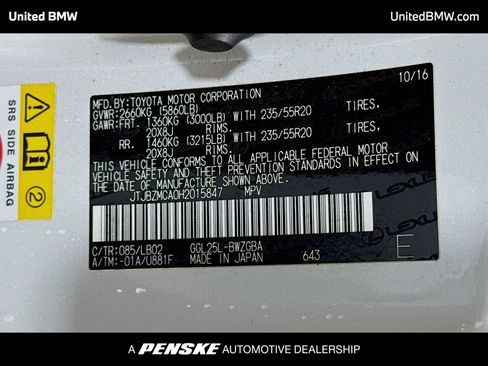 United BMW
UnitedBMW.com
10/16
MFD.BY:TOYOTA MOTOR CORPORATION
GVWR:2660KG (5860LB)
GAWR:FRT. 1360KG (3000LB) WITH 235/55R20 TIRES,
20X8J RIMS.
RR. 1460KG (3215LB) WITH 235/55R20 TIRES,
20X8J RIMS.
THIS VEHICLE CONFORMS TO ALL APPLICABLE FEDERAL MOTOR
VEHICLE SAFETY AND THEFT PREVENTION STANDARDS IN
EFFECT ON THE DATE OF MANUFACTURE SHOWN ABOVE.
JTJBZMCA0H2015847 MPV
C/TR:085/LB02 GGL25L-BWZGBA
A/TM:-01A/U881F MADE IN JAPAN 643
E
LEXUS
LEXUS
SRS SIDE AIRBAG
2
A PENSKE AUTOMOTIVE DEALERSHIP